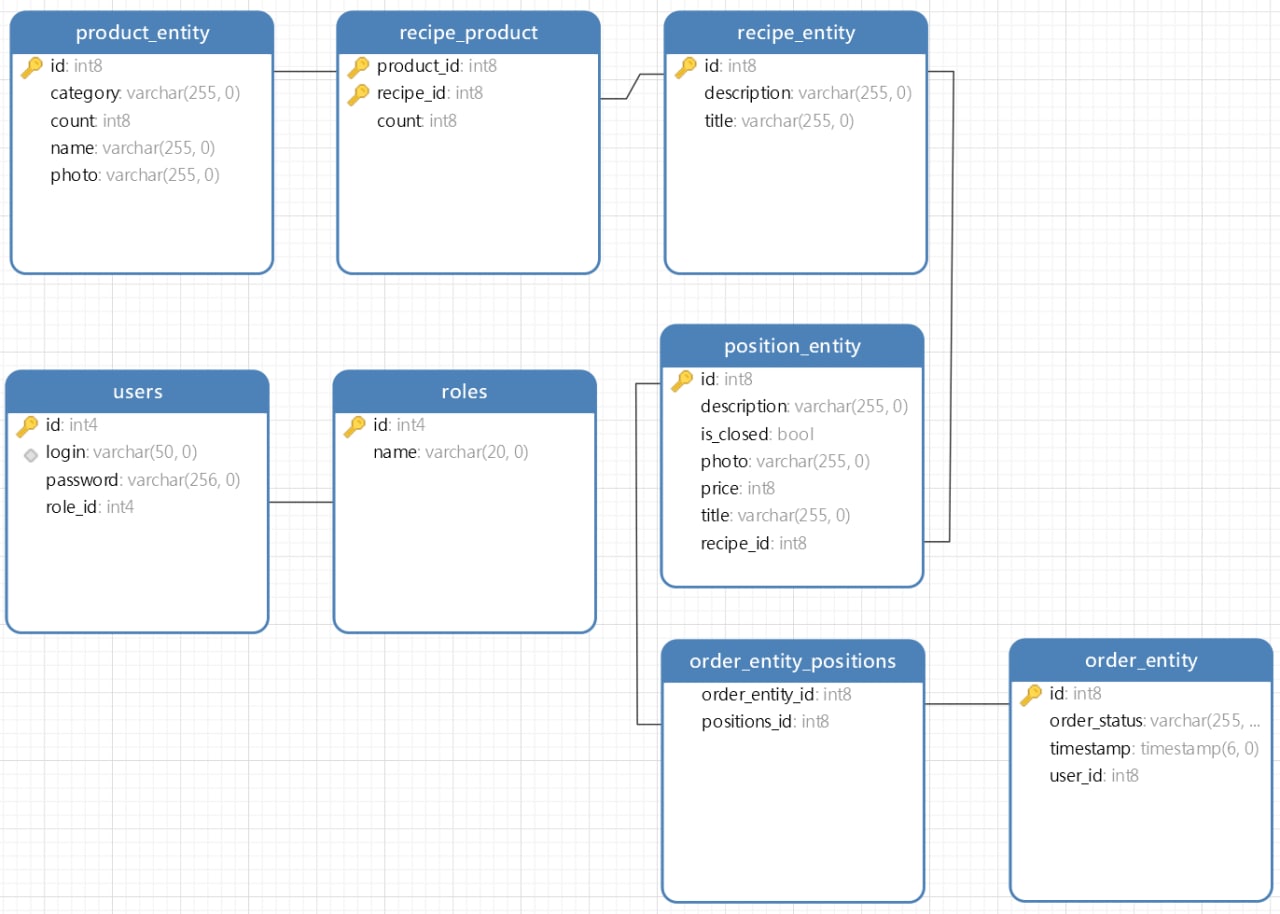 product_entity
id: int8
category: varchar(255, 0)
count: int8
name: varchar(255, 0)
photo: varchar(255, 0)
recipe_product
product_id: int8
recipe_id: int8
count: int8
recipe_entity
id: int8
description: varchar(255, 0)
title: varchar(255, 0)
users
id: int4
login: varchar(50, 0)
password: varchar(256, 0)
role_id: int4
roles
id: int4
name: varchar(20, 0)
position_entity
id: int8
description: varchar(255, 0)
is_closed: bool
photo: varchar(255, 0)
price: int8
title: varchar(255, 0)
recipe_id: int8
order_entity_positions
order_entity_id: int8
positions_id: int8
order_entity
id: int8
order_status: varchar(255, ...
timestamp: timestamp(6, 0)
user_id: int8